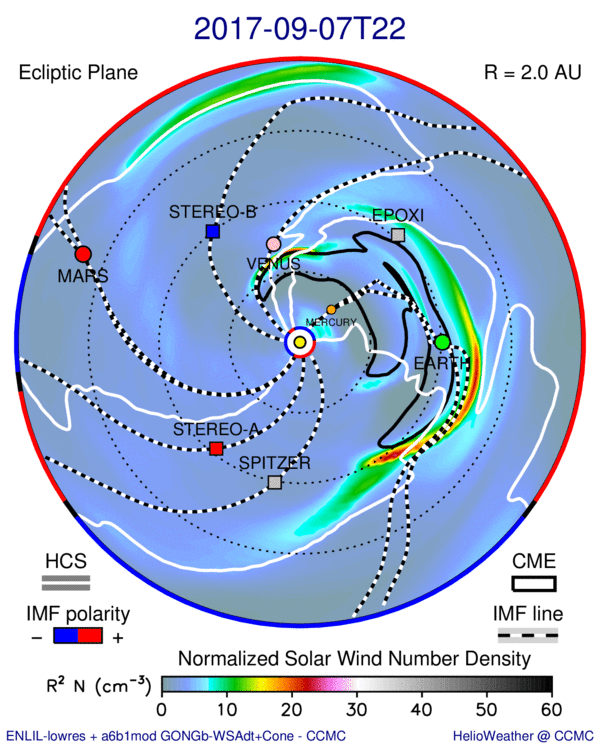 2017-09-07T22
Ecliptic Plane
R = 2.0 AU
STEREO-B
EPOXI
VENUS
MARS
MERCURY
EARTH
STEREO-A
SPITZER
HCS
CME
IMF polarity
IMF line
− +
Normalized Solar Wind Number Density
R² N (cm⁻³)
0 10 20 30 40 50 60
ENLIL-lowres + a6b1mod GONGb-WSAdt+Cone - CCMC
HelioWeather @ CCMC